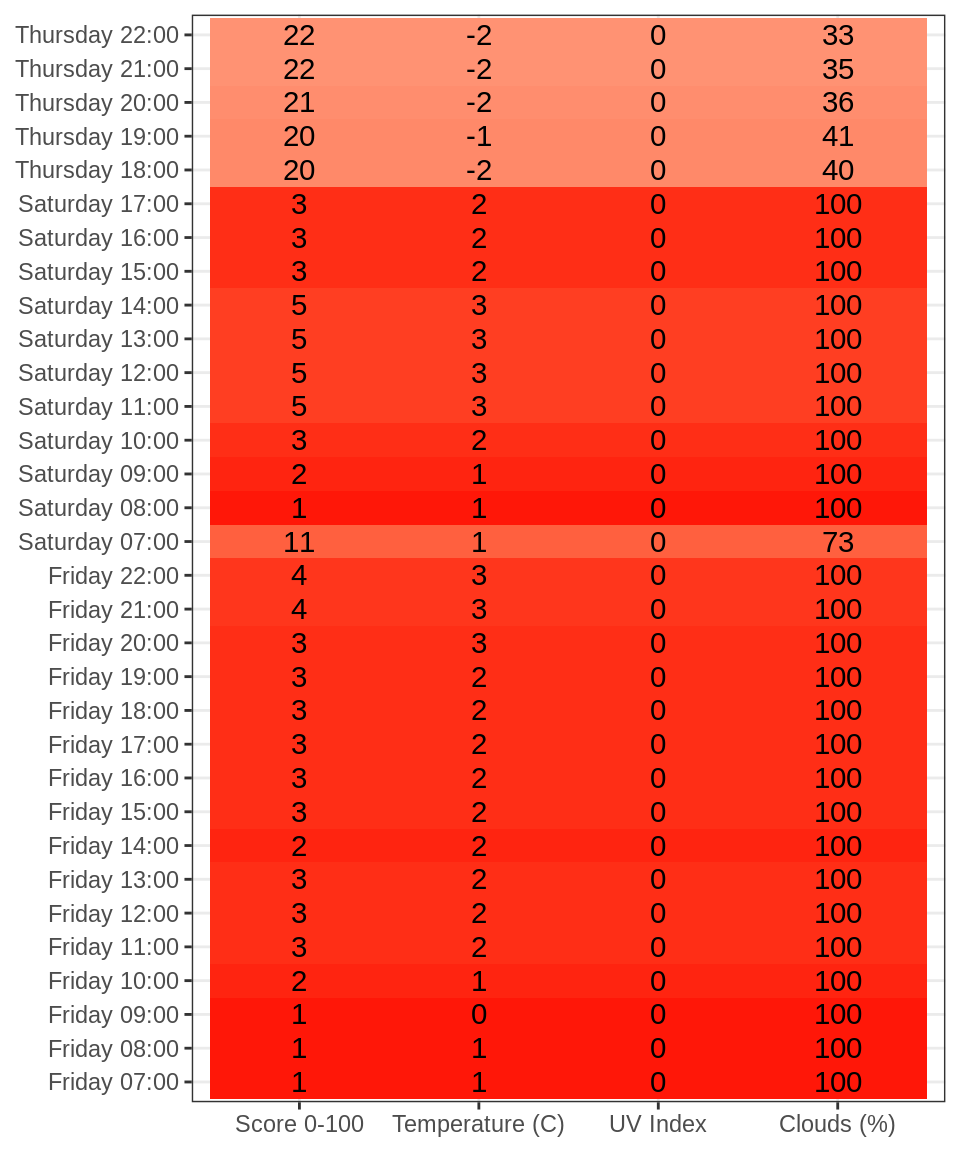 Thursday 22:00 22 -2 0 33
Thursday 21:00 22 -2 0 35
Thursday 20:00 21 -2 0 36
Thursday 19:00 20 -1 0 41
Thursday 18:00 20 -2 0 40
Saturday 17:00 3 2 0 100
Saturday 16:00 3 2 0 100
Saturday 15:00 3 2 0 100
Saturday 14:00 5 3 0 100
Saturday 13:00 5 3 0 100
Saturday 12:00 5 3 0 100
Saturday 11:00 5 3 0 100
Saturday 10:00 3 2 0 100
Saturday 09:00 2 1 0 100
Saturday 08:00 1 1 0 100
Saturday 07:00 11 1 0 73
Friday 22:00 4 3 0 100
Friday 21:00 4 3 0 100
Friday 20:00 3 3 0 100
Friday 19:00 3 2 0 100
Friday 18:00 3 2 0 100
Friday 17:00 3 2 0 100
Friday 16:00 3 2 0 100
Friday 15:00 3 2 0 100
Friday 14:00 2 2 0 100
Friday 13:00 3 2 0 100
Friday 12:00 3 2 0 100
Friday 11:00 3 2 0 100
Friday 10:00 2 1 0 100
Friday 09:00 1 0 0 100
Friday 08:00 1 1 0 100
Friday 07:00 1 1 0 100
Score 0-100 Temperature (C) UV Index Clouds (%)